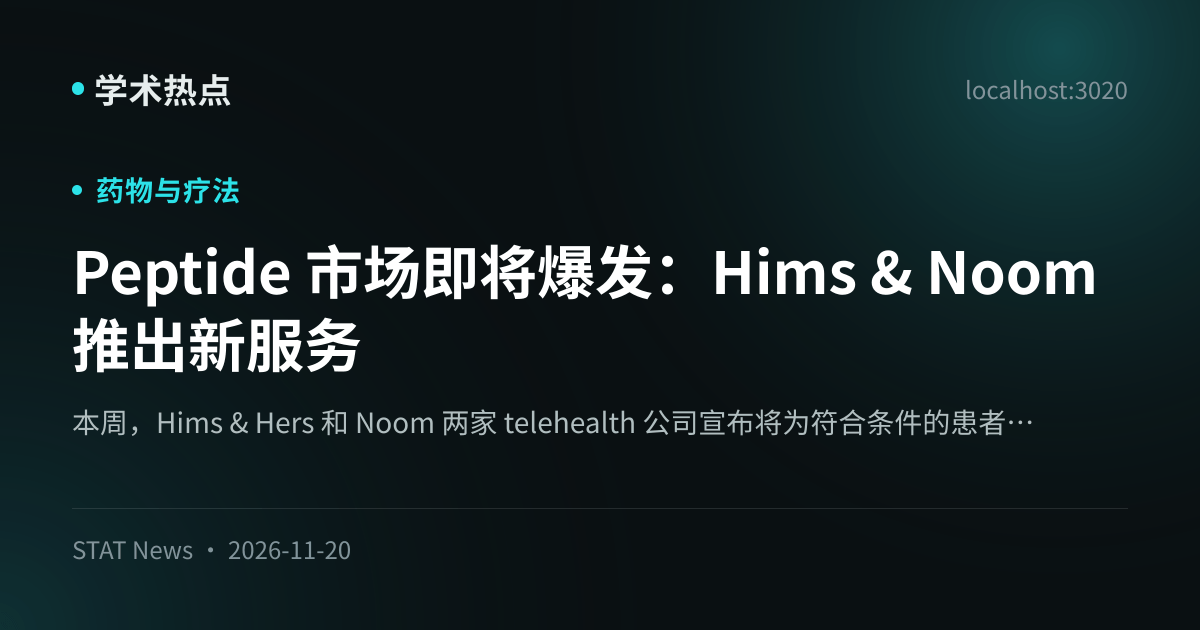 学术热点
localhost:3020
药物与疗法
Peptide 市场即将爆发：Hims & Noom
推出新服务
本周，Hims & Hers 和 Noom 两家 telehealth 公司宣布将为符合条件的患者…
STAT News · 2026-11-20